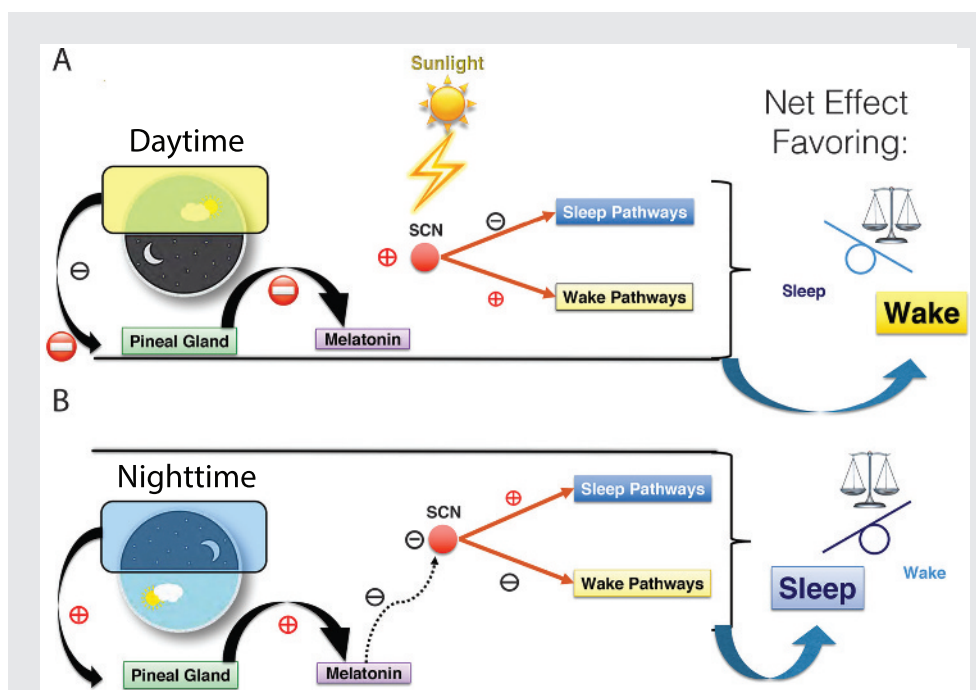 A
Sunlight
Net Effect
Favoring:
Daytime
⊖
SCN
⊖
Sleep Pathways
⊕
⊕
Wake Pathways
Sleep
Wake
Pineal Gland
Melatonin
B
Nighttime
SCN
⊕
Sleep Pathways
⊖
⊖
Wake Pathways
⊖
Sleep
Wake
⊕
⊕
Pineal Gland
Melatonin